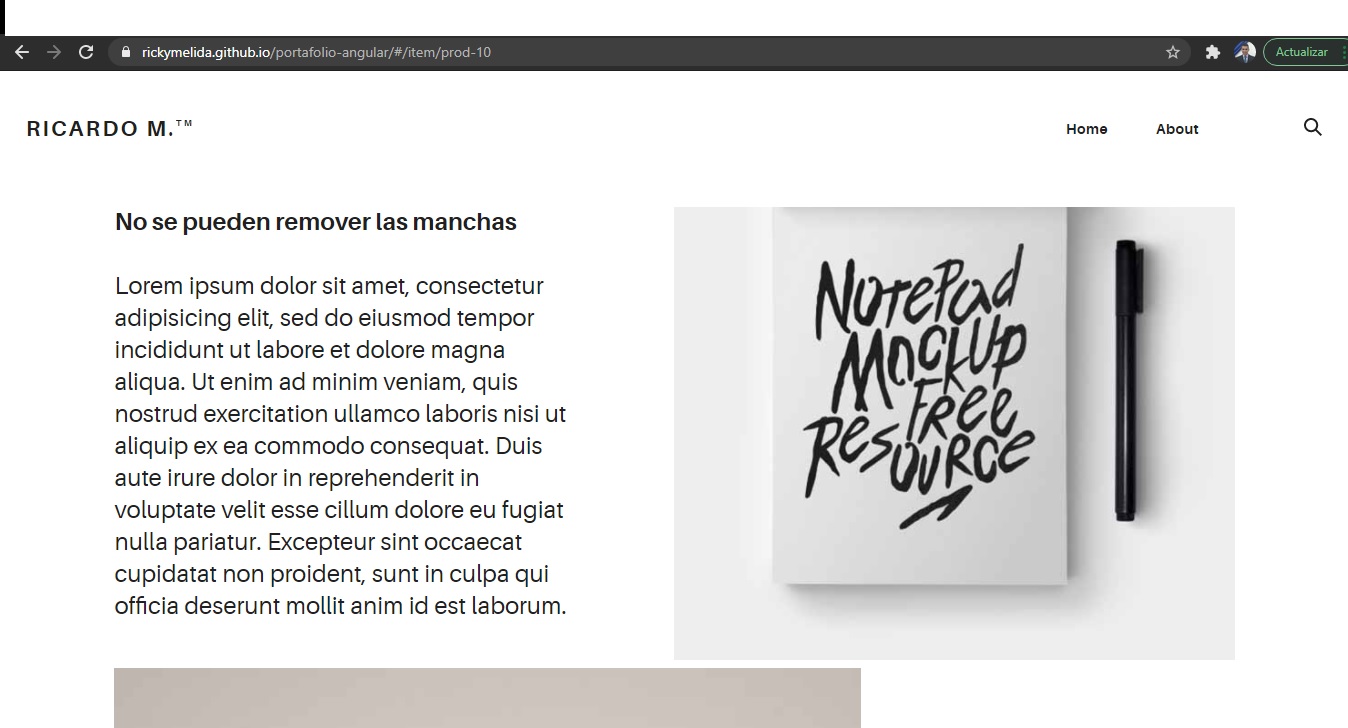 rickymelida.github.io/portafolio-angular/#/item/prod-10
Actualizar
RICARDO M.™
Home
About
No se pueden remover las manchas
Lorem ipsum dolor sit amet, consectetur
adipisicing elit, sed do eiusmod tempor
incididunt ut labore et dolore magna
aliqua. Ut enim ad minim veniam, quis
nostrud exercitation ullamco laboris nisi ut
aliquip ex ea commodo consequat. Duis
aute irure dolor in reprehenderit in
voluptate velit esse cillum dolore eu fugiat
nulla pariatur. Excepteur sint occaecat
cupidatat non proident, sunt in culpa qui
officia deserunt mollit anim id est laborum.
NotePad
MockUp
Free
Resource